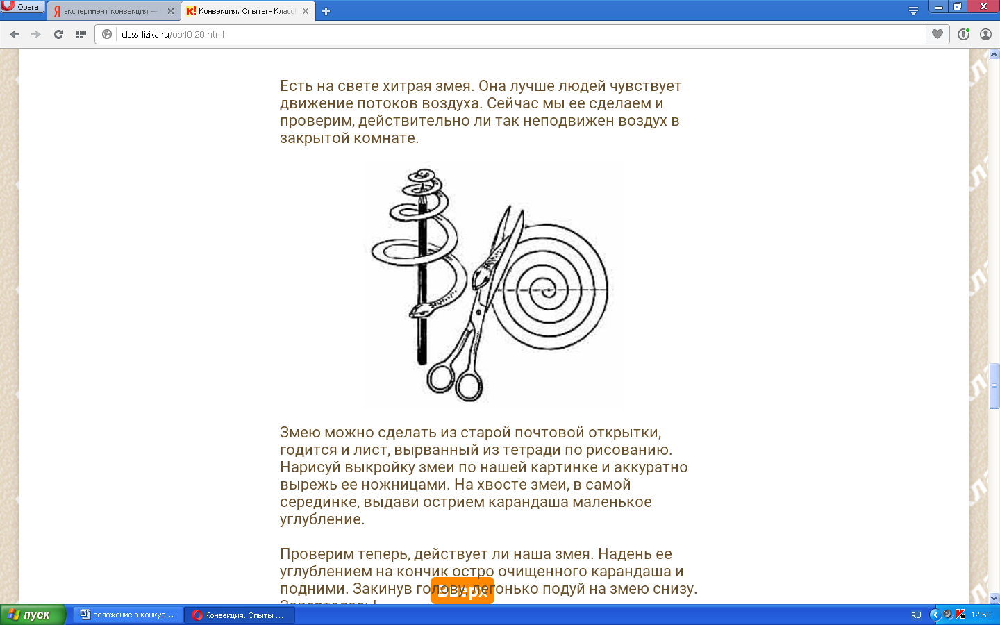 Opera
эксперимент конвекция —
К! Конвекция. Опыты - Класс!
class-fizika.ru/op40-20.html
Есть на свете хитрая змея. Она лучше людей чувствует
движение потоков воздуха. Сейчас мы ее сделаем и
проверим, действительно ли так неподвижен воздух в
закрытой комнате.
Змею можно сделать из старой почтовой открытки,
годится и лист, вырванный из тетради по рисованию.
Нарисуй выкройку змеи по нашей картинке и аккуратно
вырежь ее ножницами. На хвосте змеи, в самой
серединке, выдави острием карандаша маленькое
углубление.
Проверим теперь, действует ли наша змея. Надень ее
углублением на кончик остро очищенного карандаша и
подними. Закинув голову, легонько подуй на змею снизу.
Вверх
пуск
положение о конкур...
Конвекция. Опыты ...
RU
12:50